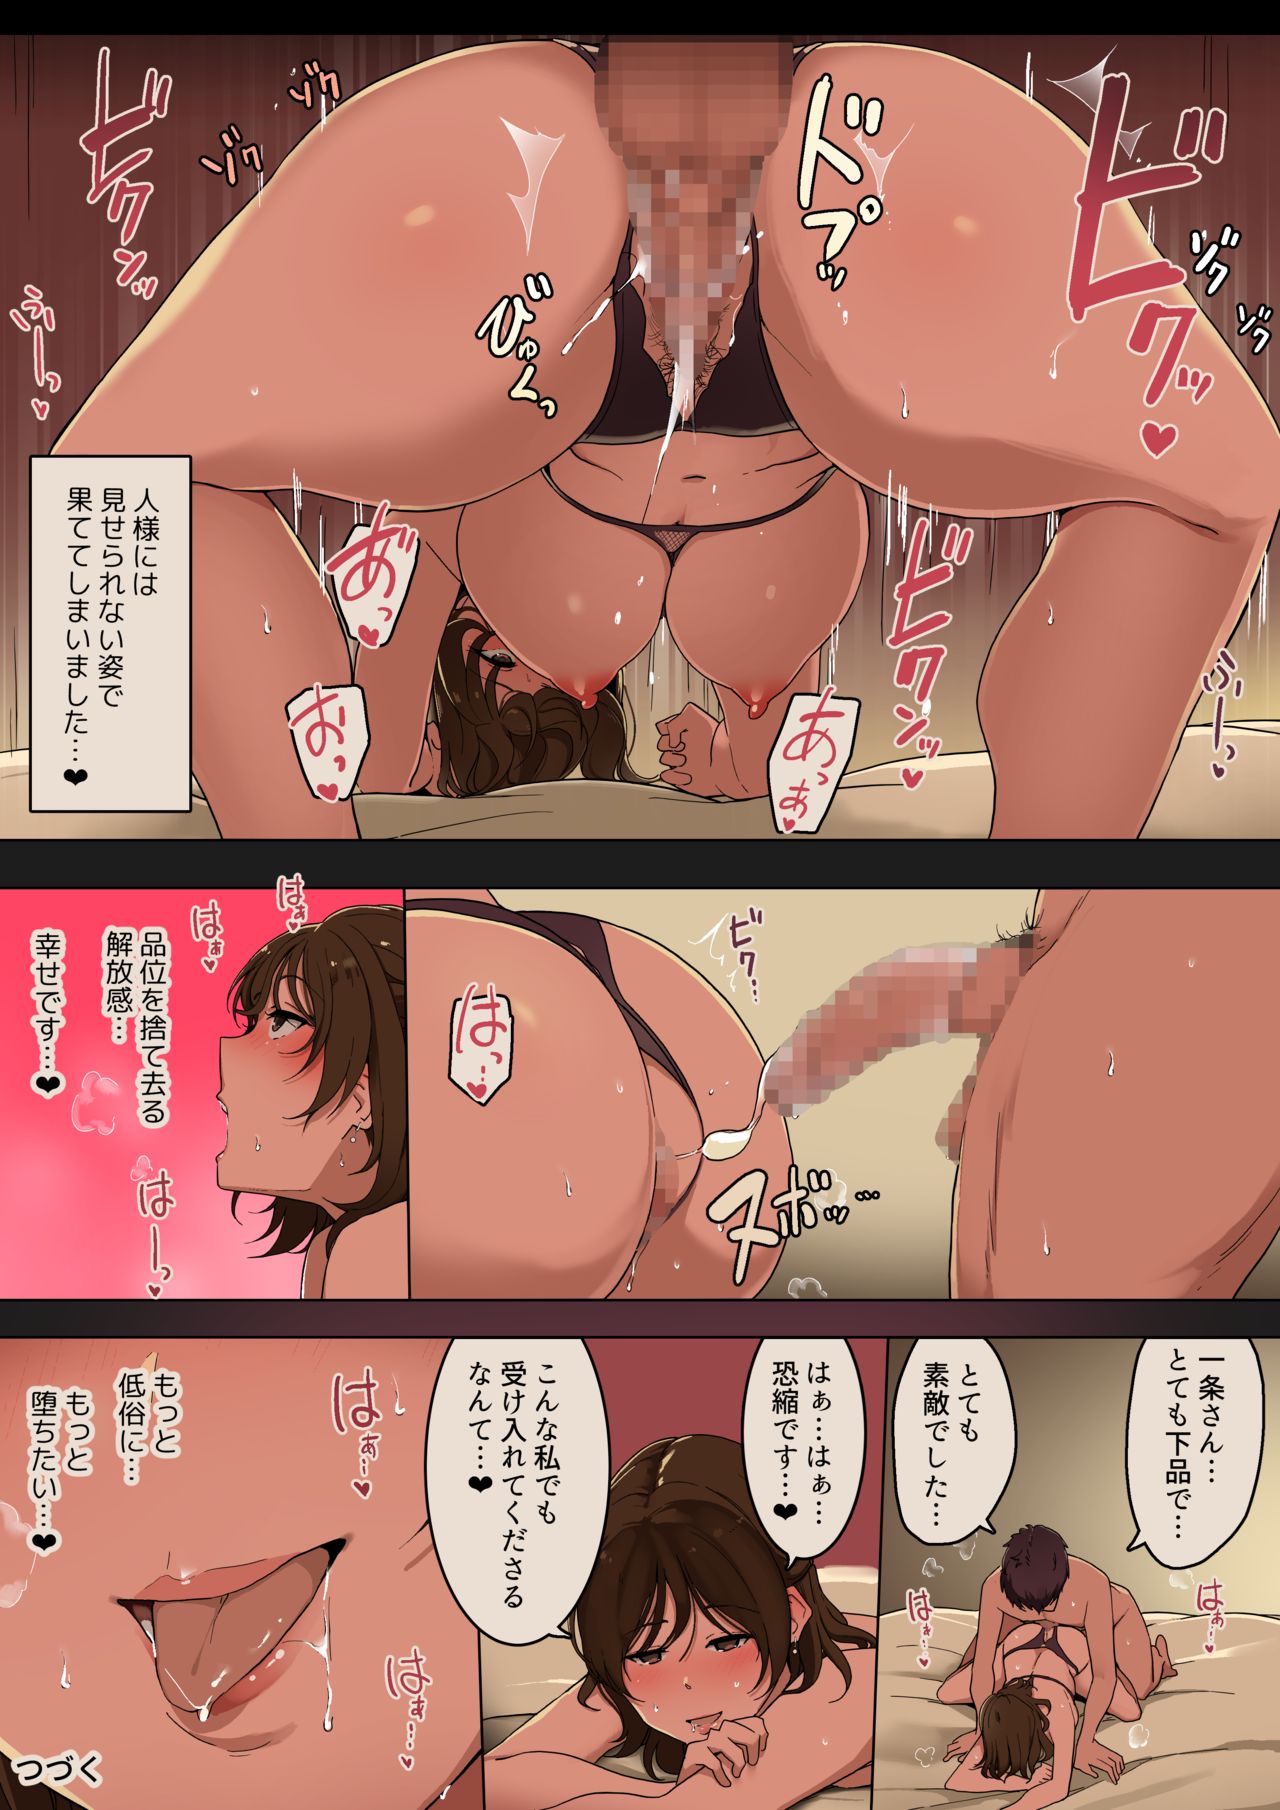 ゾク
ゾク
ビクンッ
ふーっ
びゅくっ
ドプッ
ビクッ
ゾク
ゾク
人様には
見せられない姿で
果ててしまいました…❤
あ゛っ
おっ
ビクンッ
あっあ゛
ふーっ
ビク…
はっ…
ヌボッ…
はぁ
はぁ
品位を捨て去る
解放感…
幸せです…❤
はーっ
一条さん…
とても下品で…
とても
素敵でした…
はぁ…
はぁ…
はぁ…はぁ…
恐縮です…❤
こんな私でも
受け入れてくださる
なんて…❤
はぁ…
もっと
低俗に…
もっと
堕ちたい…❤
はぁ…
つづく